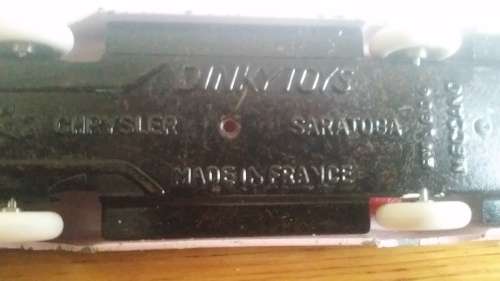 DINKY TOYS
CHRYSLER SARATOGA
MADE IN FRANCE